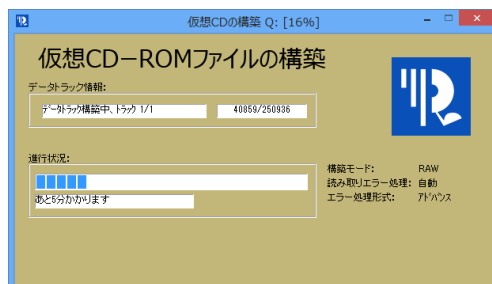 仮想CDの構築 Q: [16%]
仮想CD−ROMファイルの構築
データトラック情報:
ﾃﾞｰﾀﾄﾗｯｸ構築中、ﾄﾗｯｸ 1/1
40859/250936
進行状況:
あと5分かかります
構築モード: RAW
読み取りエラー処理: 自動
エラー処理形式: ｱﾄﾞﾊﾞﾝｽ